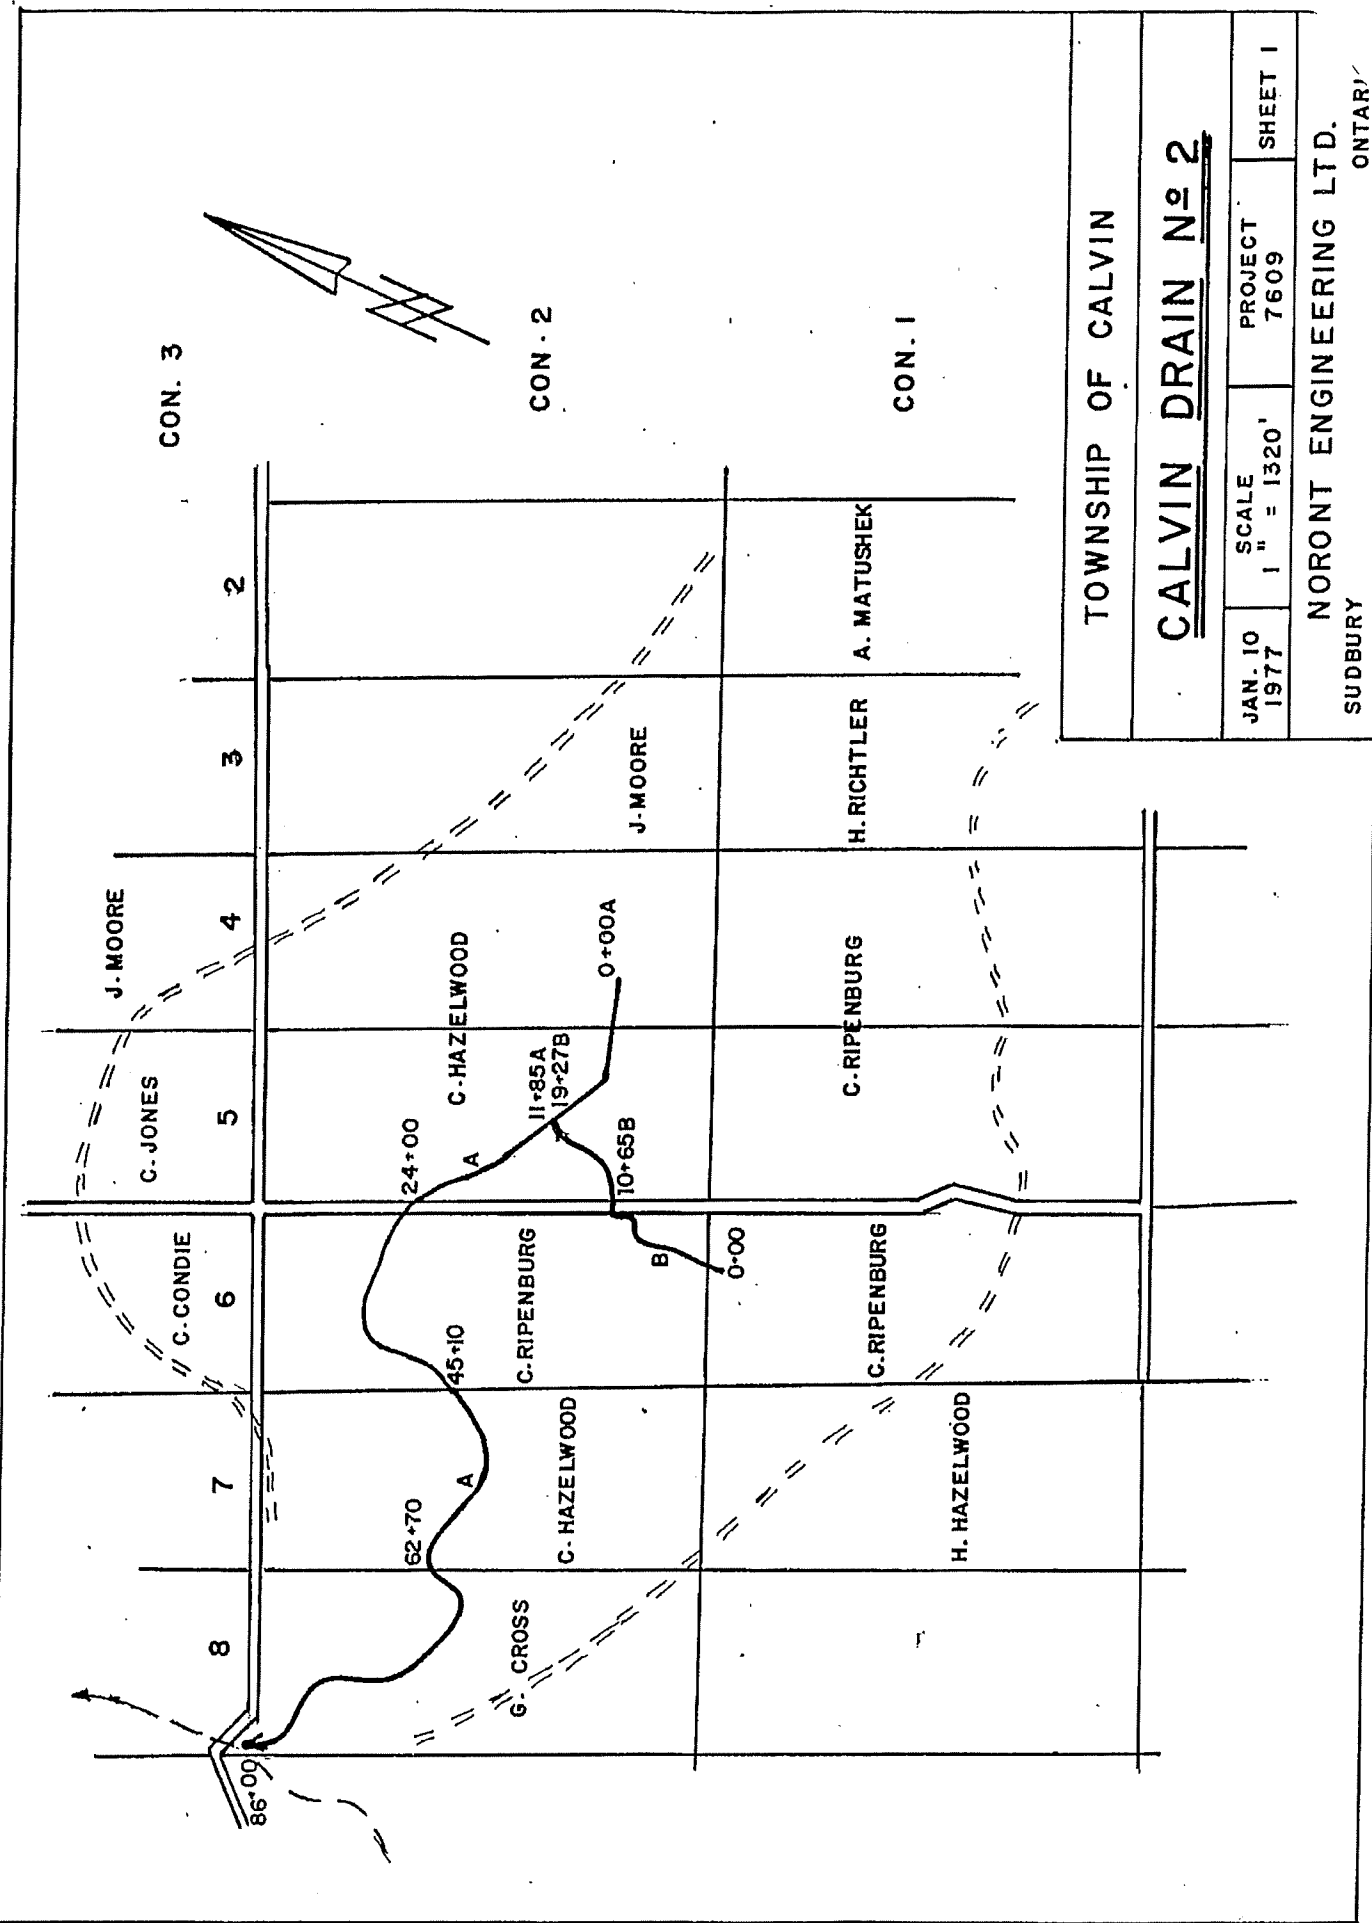 CON. 3
CON. 2
CON. 1
8
7
6
5
4
3
2
C. CONDIE
C. JONES
J. MOORE
86+00
62+70
A
45+10
24+00
A
C. HAZELWOOD
11+85A
19+27B
0+00A
10+65B
B
0+00
G. CROSS
C. HAZELWOOD
C. RIPENBURG
J. MOORE
H. HAZELWOOD
C. RIPENBURG
C. RIPENBURG
H. RICHTLER
A. MATUSHEK
TOWNSHIP OF CALVIN
CALVIN DRAIN Nº 2
JAN. 10
1977
SCALE
1" = 1320'
PROJECT
7609
SHEET 1
NORONT ENGINEERING LTD.
SUDBURY